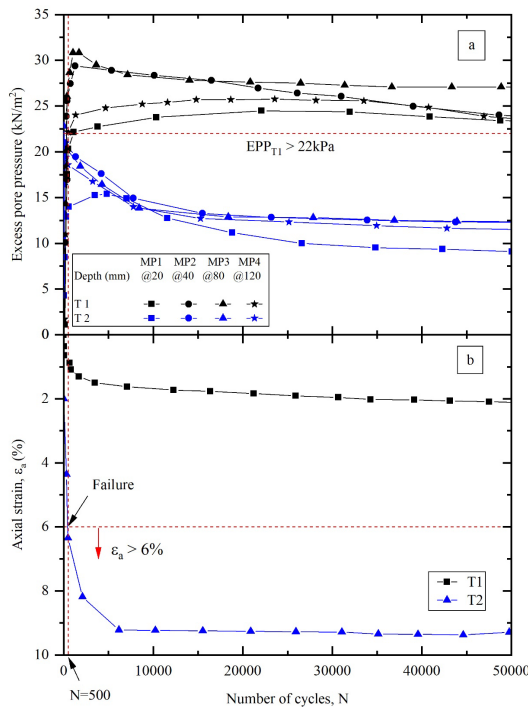 35
30
25
20
15
10
5
0
Excess pore pressure (kN/m²)
a
EPP_T1 > 22kPa
MP1 MP2 MP3 MP4
Depth (mm) @20 @40 @80 @120
T 1
T 2
b
2
4
6
8
10
Axial strain, ε_a (%)
Failure
ε_a > 6%
T1
T2
0 10000 20000 30000 40000 50000
N=500
Number of cycles, N